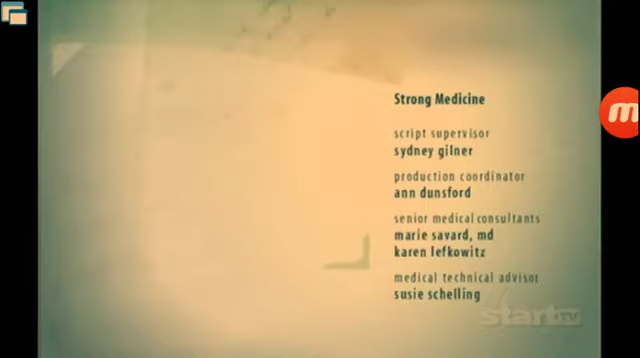 Strong Medicine
script supervisor
sydney gilner
production coordinator
ann dunsford
senior medical consultants
marie savard, md
karen lefkowitz
medical technical advisor
susie schelling
start TV